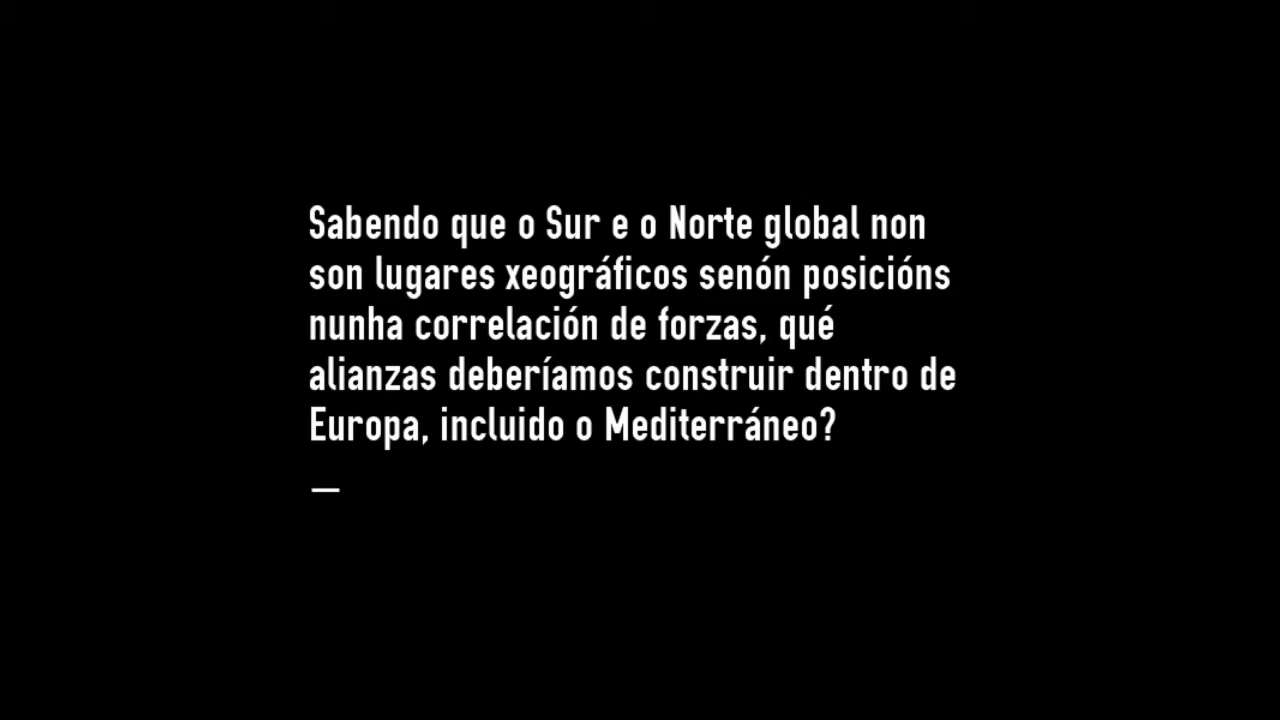 Sabendo que o Sur e o Norte global non
son lugares xeográficos senón posicións
nunha correlación de forzas, qué
alianzas deberíamos construir dentro de
Europa, incluido o Mediterráneo?
_